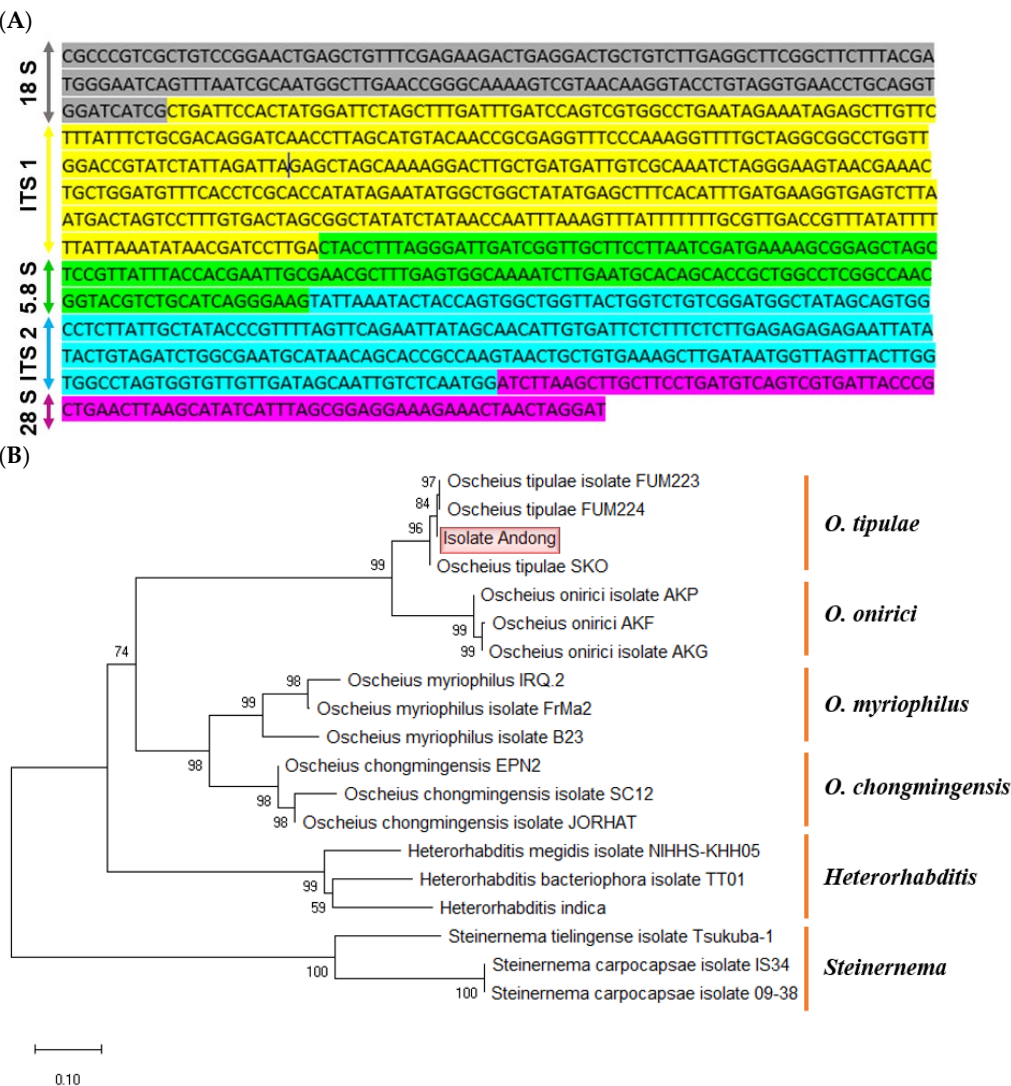 (A)
18 S
ITS 1
5.8 S
ITS 2
28 S
CGCCCGTCGCTGTCCGGAACTGAGCTGTTTCGAGAAGACTGAGGACTGCTGTCTTGAGGCTTCGGCTTCTTTACGA
TGGGAATCAGTTTAATCGCAATGGCTTGAACCGGGCAAAAGTCGTAACAAGGTACCTGTAGGTGAACCTGCAGGT
GGATCATCGCTGATTCCACTATGGATTCTAGCTTTGATTTGATCCAGTCGTGGCCTGAATAGAAATAGAGCTTGTTC
TTTATTTCTGCGACAGGATCAACCTTAGCATGTACAACCGCGAGGTTTCCCAAAGGTTTTGCTAGGCGGCCTGGTT
GGACCGTATCTATTAGATTAGAGCTAGCAAAAGGACTTGCTGATGATTGTCGCAAATCTAGGGAAGTAACGAAAC
TGCTGGATGTTTCACCTCGCACCATATAGAATATGGCTGGCTATATGAGCTTTCACATTTGATGAAGGTGAGTCTTA
ATGACTAGTCCTTTGTGACTAGCGGCTATATCTATAACCAATTTAAAGTTTATTTTTTTGCGTTGACCGTTTATATTTT
TTATTAAATATAACGATCCTTGACTACCTTTAGGGATTGATCGGTTGCTTCCTTAATCGATGAAAAGCGGAGCTAGC
TCCGTTATTTACCACGAATTGCGAACGCTTTGAGTGGCAAAATCTTGAATGCACAGCACCGCTGGCCTCGGCCAAC
GGTACGTCTGCATCAGGGAAGTATTAAATACTACCAGTGGCTGGTTACTGGTCTGTCGGATGGCTATAGCAGTGG
CCTCTTATTGCTATACCCGTTTTAGTTCAGAATTATAGCAACATTGTGATTCTCTTTCTCTTGAGAGAGAGAATTATA
TACTGTAGATCTGGCGAATGCATAACAGCACCGCCAAGTAACTGCTGTGAAAGCTTGATAATGGTTAGTTACTTGG
TGGCCTAGTGGTGTTGTTGATAGCAATTGTCTCAATGGATCTTAAGCTTGCTTCCTGATGTCAGTCGTGATTACCCG
CTGAACTTAAGCATATCATTTAGCGGAGGAAAGAAACTAACTAGGAT
(B)
97
Oscheius tipulae isolate FUM223
84
Oscheius tipulae FUM224
96
Isolate Andong
O. tipulae
99
Oscheius tipulae SKO
Oscheius onirici isolate AKP
99
Oscheius onirici AKF
O. onirici
99
Oscheius onirici isolate AKG
74
98
Oscheius myriophilus IRQ.2
99
Oscheius myriophilus isolate FrMa2
O. myriophilus
Oscheius myriophilus isolate B23
98
Oscheius chongmingensis EPN2
98
Oscheius chongmingensis isolate SC12
O. chongmingensis
98
Oscheius chongmingensis isolate JORHAT
Heterorhabditis megidis isolate NIHHS-KHH05
99
Heterorhabditis bacteriophora isolate TT01
Heterorhabditis
59
Heterorhabditis indica
Steinernema tielingense isolate Tsukuba-1
100
Steinernema carpocapsae isolate IS34
Steinernema
100
Steinernema carpocapsae isolate 09-38
0.10